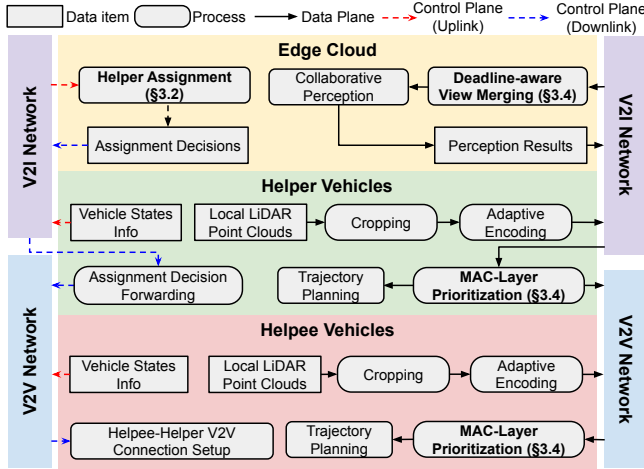 Data item
Process
Data Plane
Control Plane
(Uplink)
Control Plane
(Downlink)
V2I Network
Edge Cloud
Helper Assignment
(§3.2)
Collaborative
Perception
Deadline-aware
View Merging (§3.4)
Assignment Decisions
Perception Results
V2I Network
Helper Vehicles
Vehicle States
Info
Local LiDAR
Point Clouds
Cropping
Adaptive
Encoding
Assignment Decision
Forwarding
Trajectory
Planning
MAC-Layer
Prioritization (§3.4)
V2V Network
Helpee Vehicles
Vehicle States
Info
Local LiDAR
Point Clouds
Cropping
Adaptive
Encoding
Helpee-Helper V2V
Connection Setup
Trajectory
Planning
MAC-Layer
Prioritization (§3.4)
V2V Network